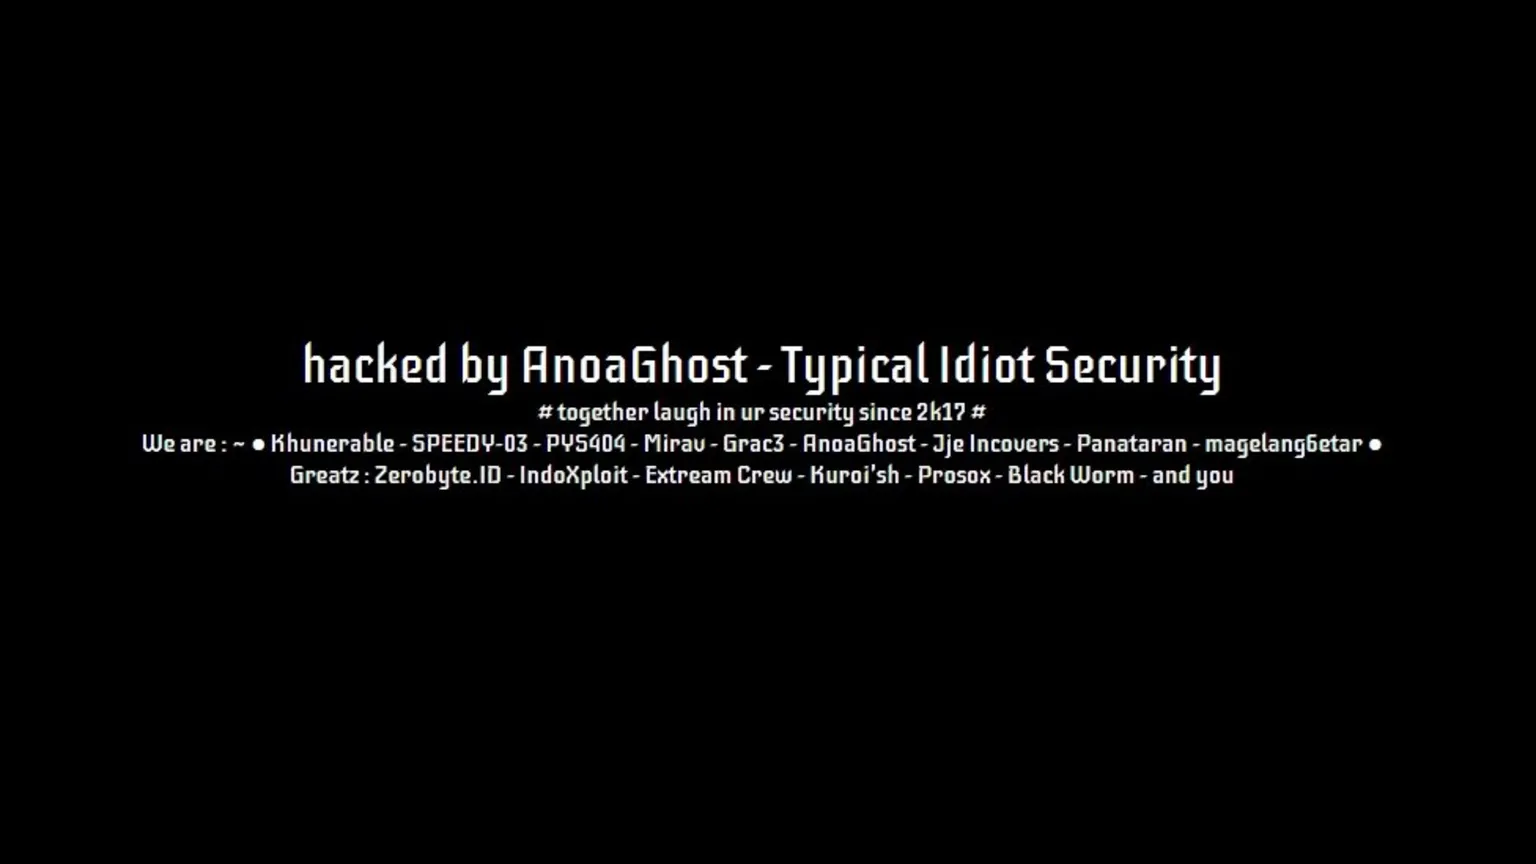 hacked by AnoaGhost - Typical Idiot Security
# together laugh in ur security since 2k17 #
We are : ~ ● Khunerable - SPEEDY-03 - PYS404 - Mirav - Grac3 - AnoaGhost - Jje Incovers - Panataran - magelang6etar ●
Greatz : Zerobyte.ID - IndoXploit - Extream Crew - Kuroi'sh - Prosox - Black Worm - and you